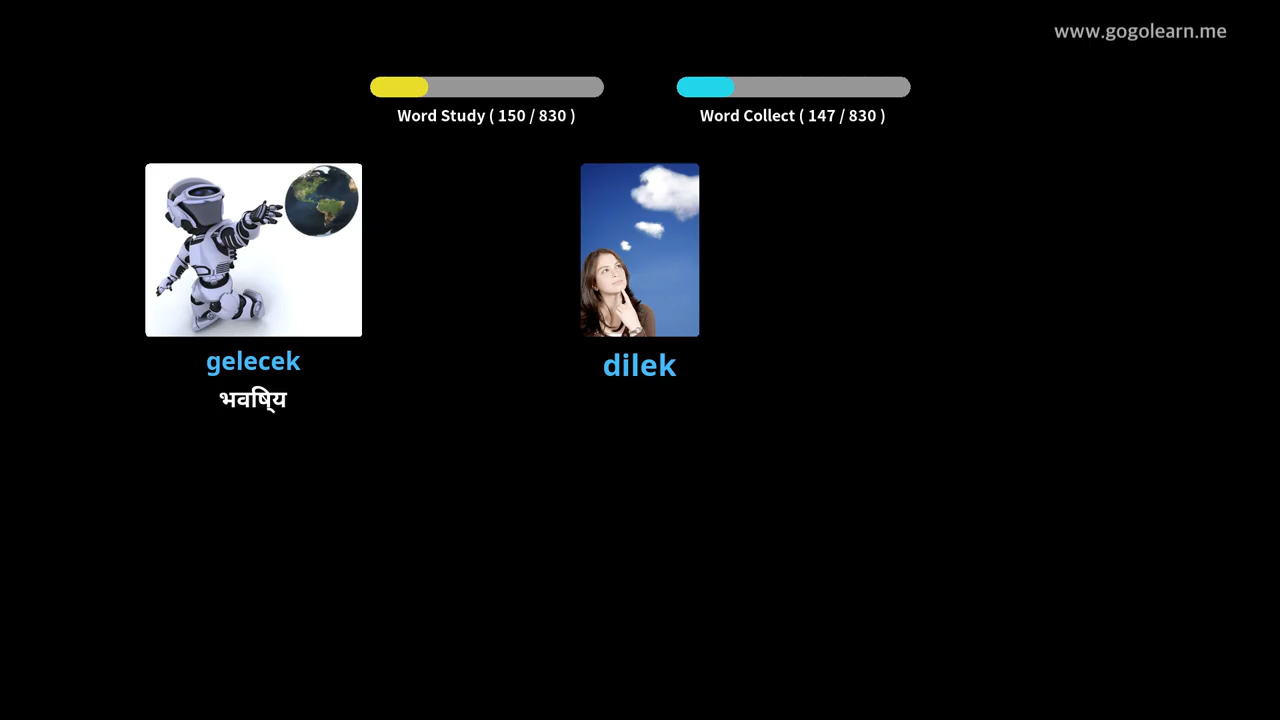 www.gogolearn.me
Word Study ( 150 / 830 )
Word Collect ( 147 / 830 )
gelecek
भविष्य
dilek